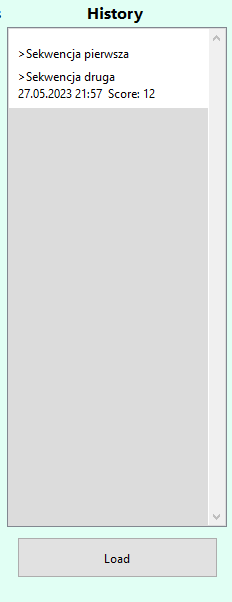 History
>Sekwencja pierwsza
>Sekwencja druga
27.05.2023 21:57 Score: 12
Load